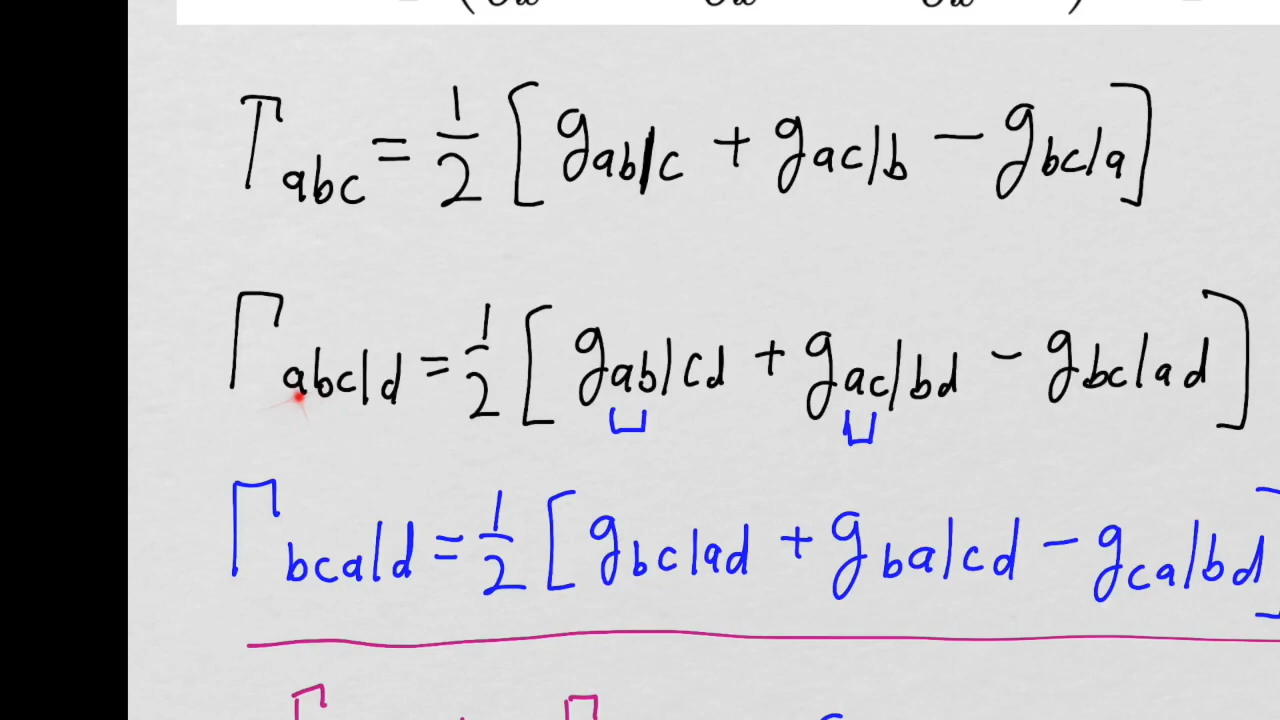 Γabc = 1/2 [gab|c + gac|b − gbc|a]
Γabc|d = 1/2 [gab|cd + gac|bd − gbc|ad]
Γbca|d = 1/2 [gbc|ad + gba|cd − gca|bd]